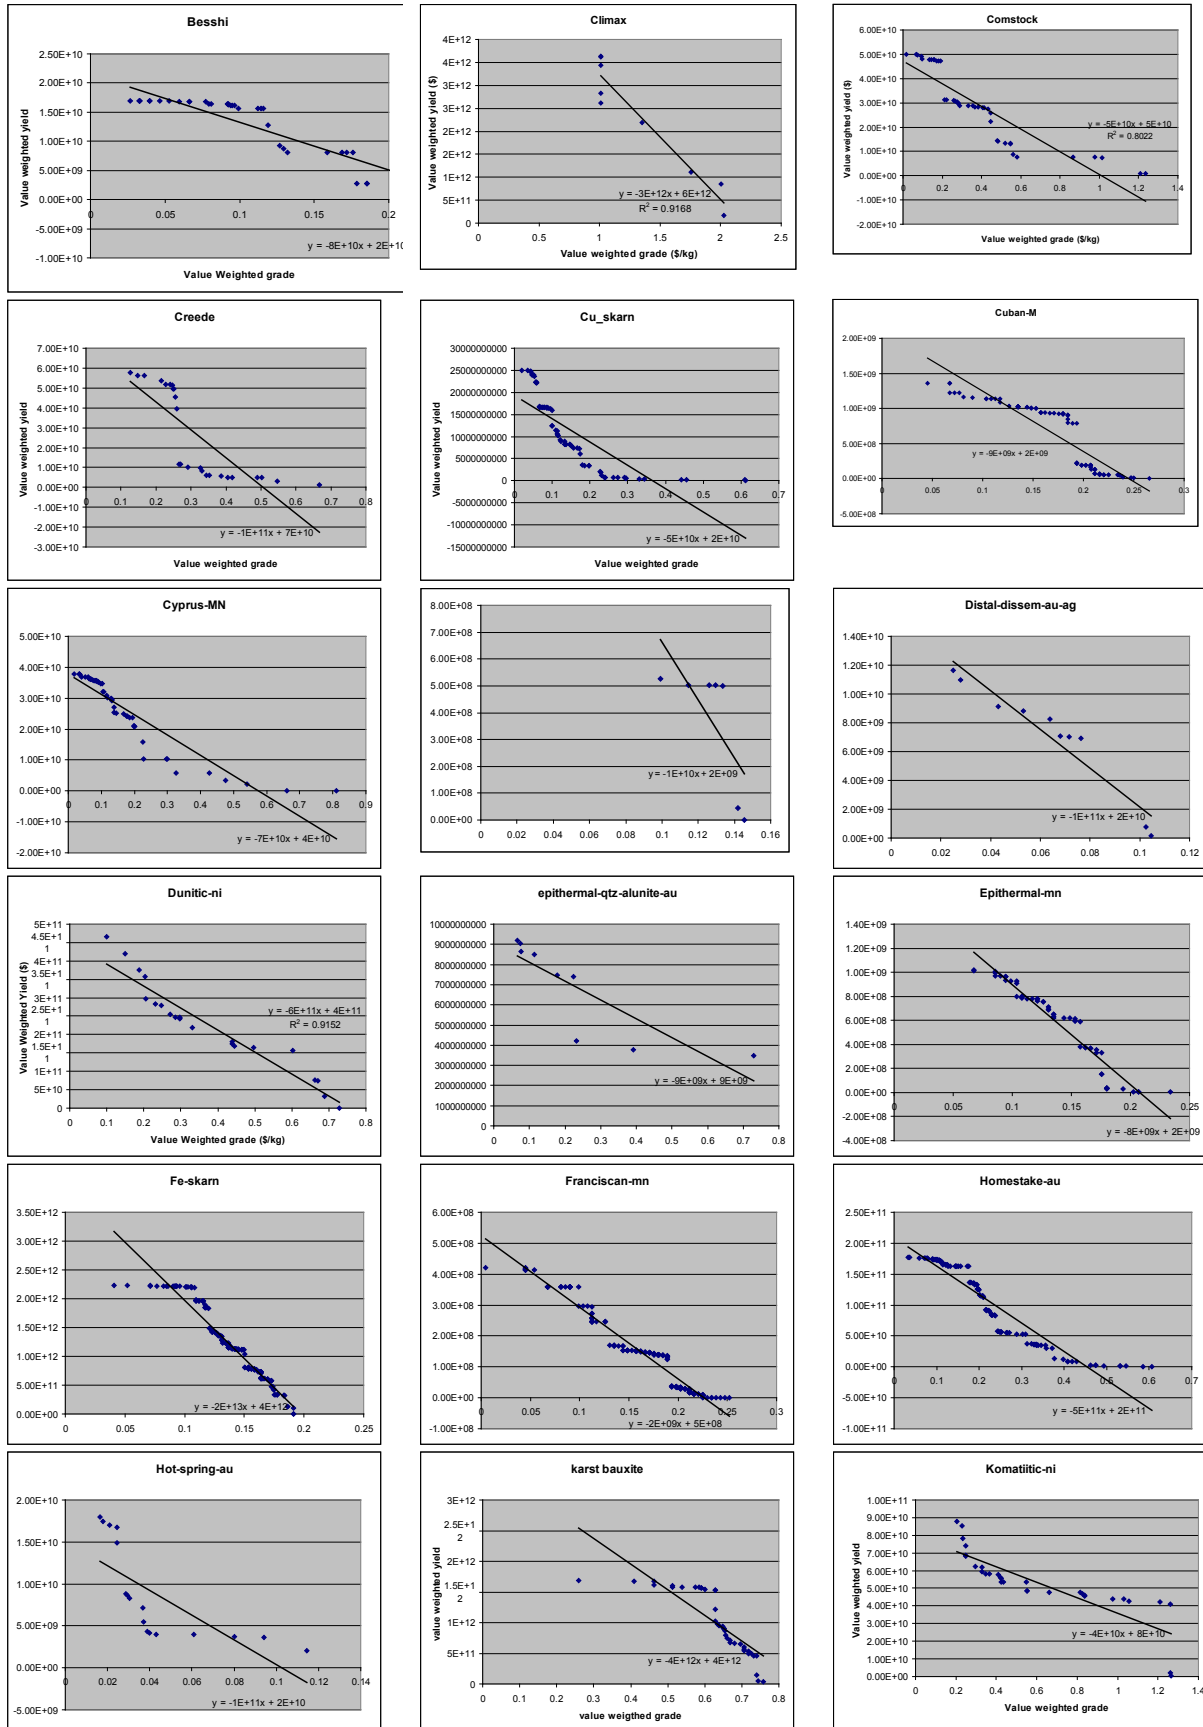 Besshi
Value weighted yield
2.50E+10
2.00E+10
1.50E+10
1.00E+10
5.00E+09
0.00E+00
-5.00E+09
-1.00E+10
0 0.05 0.1 0.15 0.2
y = -8E+10x + 2E+10
Value Weighted grade
Climax
Value weighted yield ($)
4E+12
4E+12
3E+12
3E+12
2E+12
2E+12
1E+12
5E+11
0
0 0.5 1 1.5 2 2.5
y = -3E+12x + 6E+12
R² = 0.9168
Value weighted grade ($/kg)
Comstock
Value weighted yield ($)
6.00E+10
5.00E+10
4.00E+10
3.00E+10
2.00E+10
1.00E+10
0.00E+00
-1.00E+10
-2.00E+10
0 0.2 0.4 0.6 0.8 1 1.2 1.4
y = -5E+10x + 5E+10
R² = 0.8022
Value weighted grade ($/kg)
Creede
Value weighted yield
7.00E+10
6.00E+10
5.00E+10
4.00E+10
3.00E+10
2.00E+10
1.00E+10
0.00E+00
-1.00E+10
-2.00E+10
-3.00E+10
0 0.1 0.2 0.3 0.4 0.5 0.6 0.7 0.8
y = -1E+11x + 7E+10
Value weighted grade
Cu_skarn
Value weighted yield
30000000000
25000000000
20000000000
15000000000
10000000000
5000000000
0
-5000000000
-10000000000
-15000000000
0 0.1 0.2 0.3 0.4 0.5 0.6 0.7
y = -5E+10x + 2E+10
Value weighted grade
Cuban-M
2.00E+09
1.50E+09
1.00E+09
5.00E+08
0.00E+00
-5.00E+08
0 0.05 0.1 0.15 0.2 0.25 0.3
y = -9E+09x + 2E+09
Cyprus-MN
5.00E+10
4.00E+10
3.00E+10
2.00E+10
1.00E+10
0.00E+00
-1.00E+10
-2.00E+10
0 0.1 0.2 0.3 0.4 0.5 0.6 0.7 0.8 0.9
y = -7E+10x + 4E+10
8.00E+08
7.00E+08
6.00E+08
5.00E+08
4.00E+08
3.00E+08
2.00E+08
1.00E+08
0.00E+00
0 0.1 0.12 0.14 0.16
y = -1E+10x + 2E+09
Distal-dissem-au-ag
1.40E+10
1.20E+10
1.00E+10
8.00E+09
6.00E+09
4.00E+09
2.00E+09
0.00E+00
0 0.02 0.04 0.06 0.08 0.1 0.12
y = -1E+11x + 2E+10
Dunitic-ni
Value Weighted Yield ($)
5E+11
4.5E+1
1
4E+11
3.5E+1
1
3E+11
2.5E+1
1
2E+11
1.5E+1
1
1E+11
5E+10
0
0 0.1 0.2 0.3 0.4 0.5 0.6 0.7 0.8
y = -6E+11x + 4E+11
R² = 0.9152
Value Weighted grade ($/kg)
epithermal-qtz-alunite-au
10000000000
9000000000
8000000000
7000000000
6000000000
5000000000
4000000000
3000000000
2000000000
1000000000
0 0.1 0.2 0.3 0.4 0.5 0.6 0.7 0.8
y = -9E+09x + 9E+09
Epithermal-mn
1.40E+09
1.20E+09
1.00E+09
8.00E+08
6.00E+08
4.00E+08
2.00E+08
0.00E+00
-2.00E+08
-4.00E+08
0 0.05 0.1 0.15 0.2 0.25
y = -8E+09x + 2E+09
Fe-skarn
3.50E+12
3.00E+12
2.50E+12
2.00E+12
1.50E+12
1.00E+12
5.00E+11
0.00E+00
0 0.05 0.1 0.15 0.2 0.25
y = -2E+13x + 4E+12
Franciscan-mn
6.00E+08
5.00E+08
4.00E+08
3.00E+08
2.00E+08
1.00E+08
0.00E+00
-1.00E+08
0 0.05 0.1 0.15 0.2 0.25 0.3
y = -2E+09x + 5E+08
Homestake-au
2.50E+11
2.00E+11
1.50E+11
1.00E+11
5.00E+10
0.00E+00
-5.00E+10
-1.00E+11
0 0.1 0.2 0.3 0.4 0.5 0.6 0.7
y = -5E+11x + 2E+11
Hot-spring-au
2.00E+10
1.50E+10
1.00E+10
5.00E+09
0.00E+00
-5.00E+09
0 0.02 0.04 0.06 0.08 0.1 0.12 0.14
y = -1E+11x + 2E+10
karst bauxite
value weighted yield
3E+12
2.5E+1
2
2E+12
1.5E+1
2
1E+12
5E+11
0
0 0.1 0.2 0.3 0.4 0.5 0.6 0.7 0.8
y = -4E+12x + 4E+12
value weigthed grade
Komatiitic-ni
value weighted yield
1.00E+11
9.00E+10
8.00E+10
7.00E+10
6.00E+10
5.00E+10
4.00E+10
3.00E+10
2.00E+10
1.00E+10
0.00E+00
0 0.2 0.4 0.6 0.8 1 1.2 1.4
y = -4E+10x + 8E+10
Value weighted grade